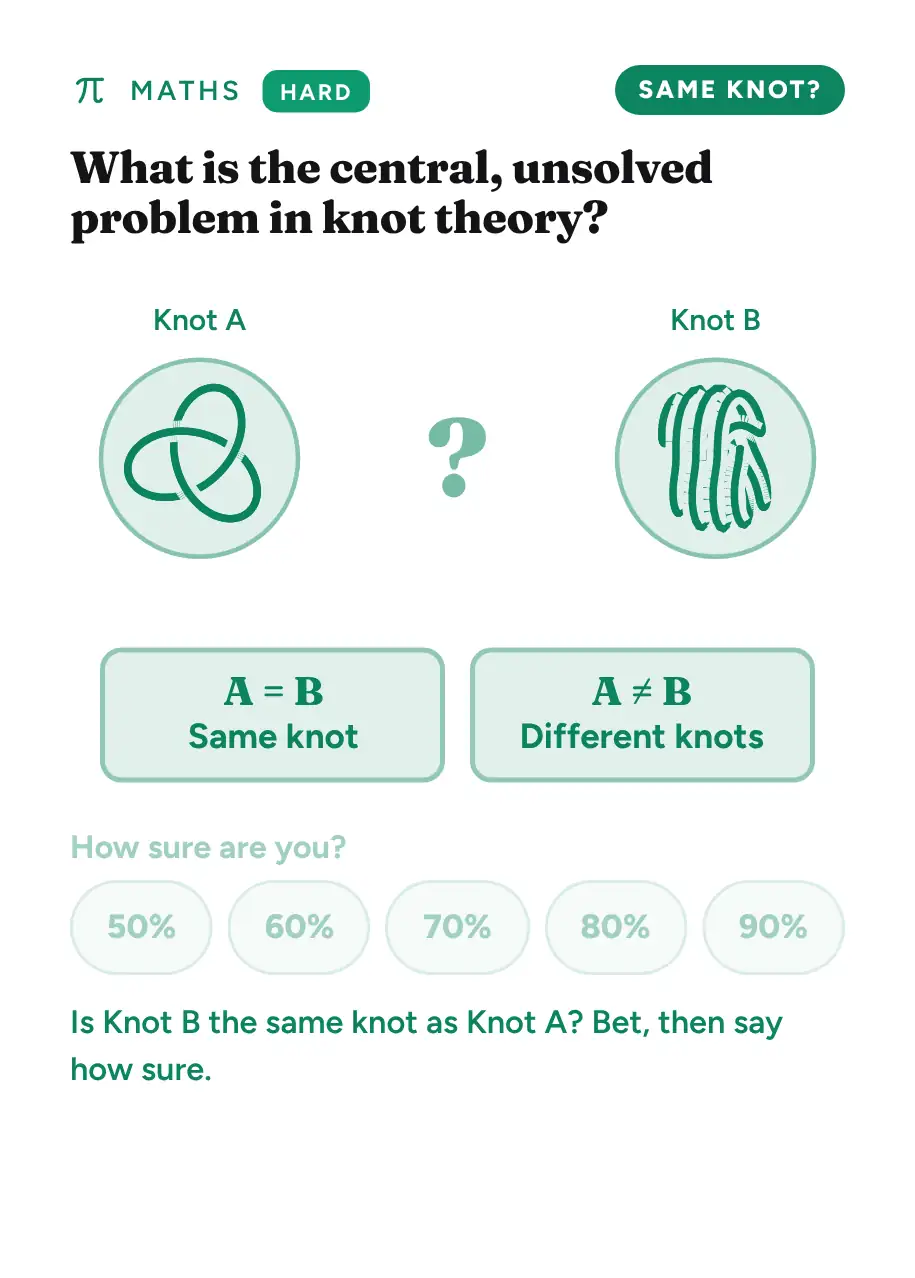 π MATHS HARD SAME KNOT?
What is the central, unsolved
problem in knot theory?
Knot A Knot B
?
A = B A ≠ B
Same knot Different knots
How sure are you?
50% 60% 70% 80% 90%
Is Knot B the same knot as Knot A? Bet, then say
how sure.